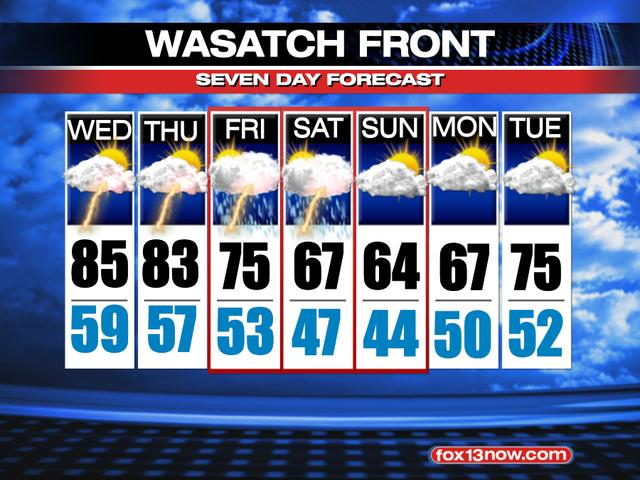 WASATCH FRONT
SEVEN DAY FORECAST
WED THU FRI SAT SUN MON TUE
85 83 75 67 64 67 75
59 57 53 47 44 50 52
fox13now.com